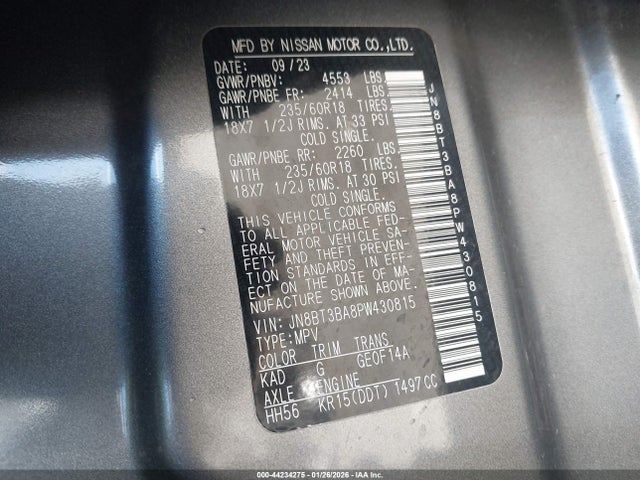 MFD BY NISSAN MOTOR CO.,LTD.
DATE: 09/23
GVWR/PNBV: 4553 LBS.
GAWR/PNBE FR: 2414 LBS.
WITH 235/60R18 TIRES.
18X7 1/2J RIMS. AT 33 PSI
COLD SINGLE.
GAWR/PNBE RR: 2260 LBS.
WITH 235/60R18 TIRES.
18X7 1/2J RIMS. AT 30 PSI
COLD SINGLE.
THIS VEHICLE CONFORMS
TO ALL APPLICABLE FED-
ERAL MOTOR VEHICLE SA-
FETY AND THEFT PREVEN-
TION STANDARDS IN EFF-
ECT ON THE DATE OF MA-
NUFACTURE SHOWN ABOVE.
VIN: JN8BT3BA8PW430815
TYPE:MPV
COLOR TRIM TRANS
KAD G GE0F14A
AXLE ENGINE
HH56 KR15(DDT) 1497CC
JN8BT3BA8PW430815
000-44234275 - 01/26/2026 - IAAI.COM